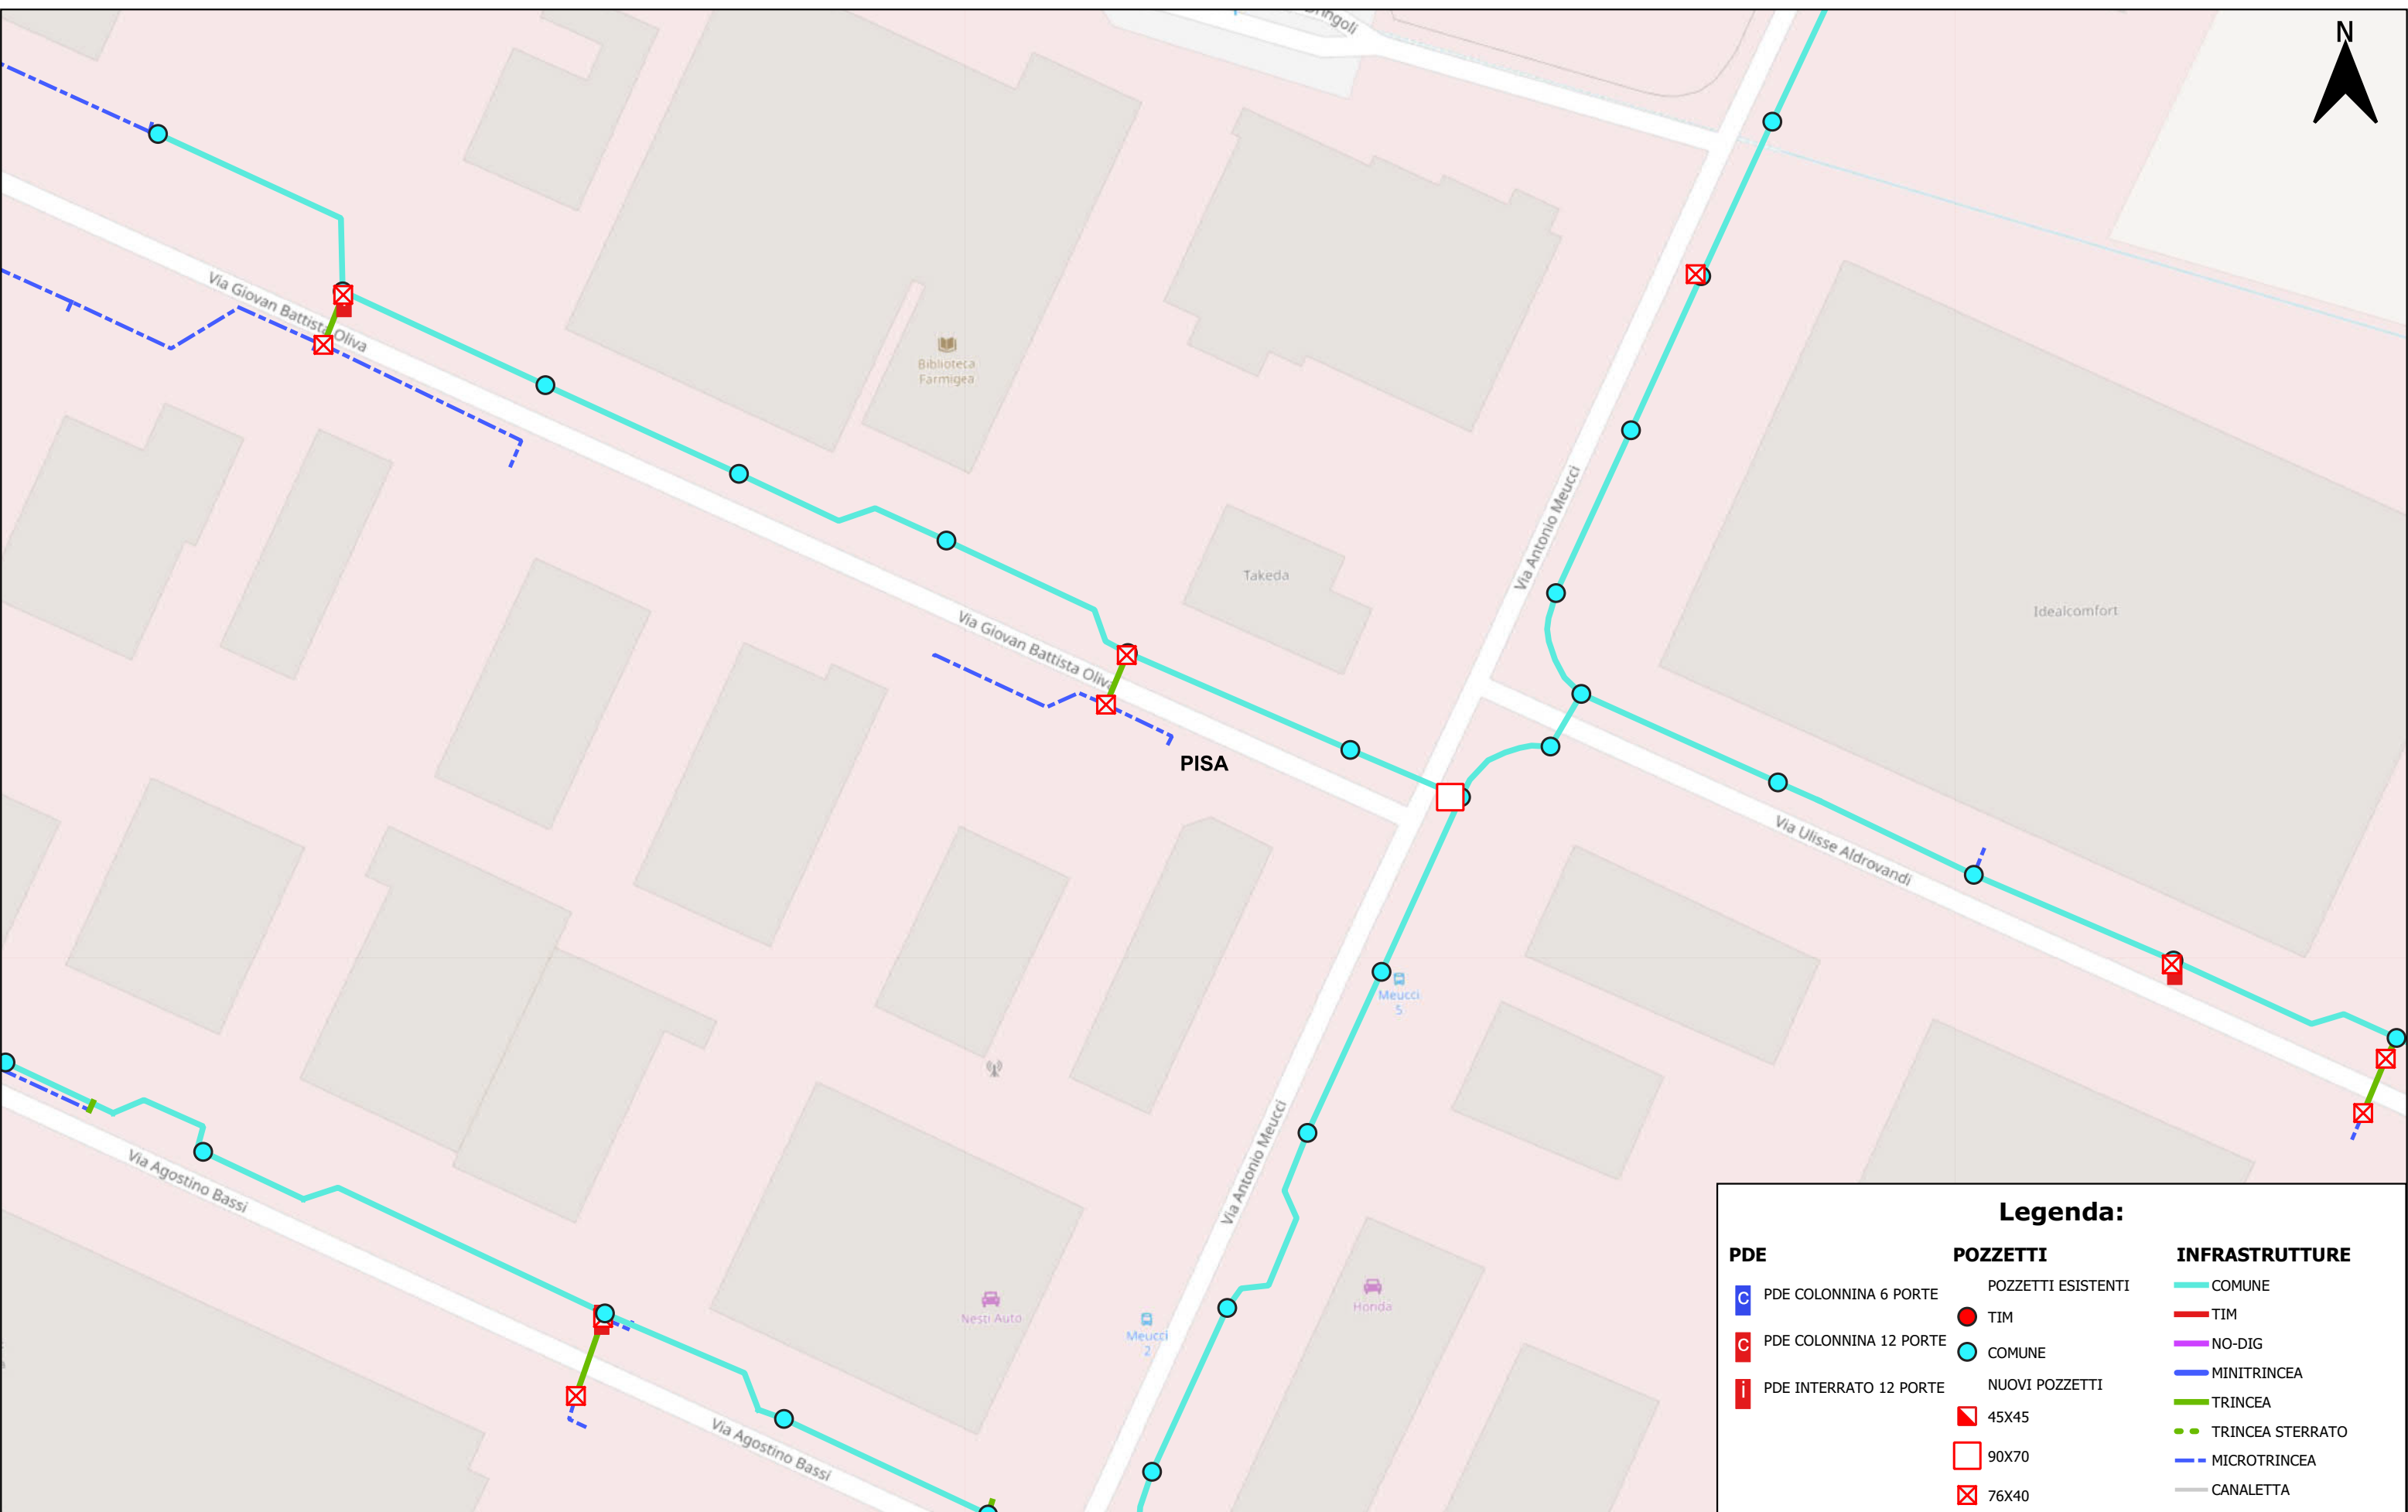 N
ingoli
Via Giovan Battista Oliva
Biblioteca
Farmigea
Via Antonio Meucci
Takeda
Idealcomfort
Via Giovan Battista Oliva
PISA
Via Ulisse Aldrovandi
Meucci
5
Via Agostino Bassi
Via Antonio Meucci
Nesti Auto
Meucci
2
Honda
Via Agostino Bassi
Legenda:
PDE
C PDE COLONNINA 6 PORTE
C PDE COLONNINA 12 PORTE
i PDE INTERRATO 12 PORTE
POZZETTI
POZZETTI ESISTENTI
TIM
COMUNE
NUOVI POZZETTI
45X45
90X70
76X40
INFRASTRUTTURE
COMUNE
TIM
NO-DIG
MINITRINCEA
TRINCEA
TRINCEA STERRATO
MICROTRINCEA
CANALETTA